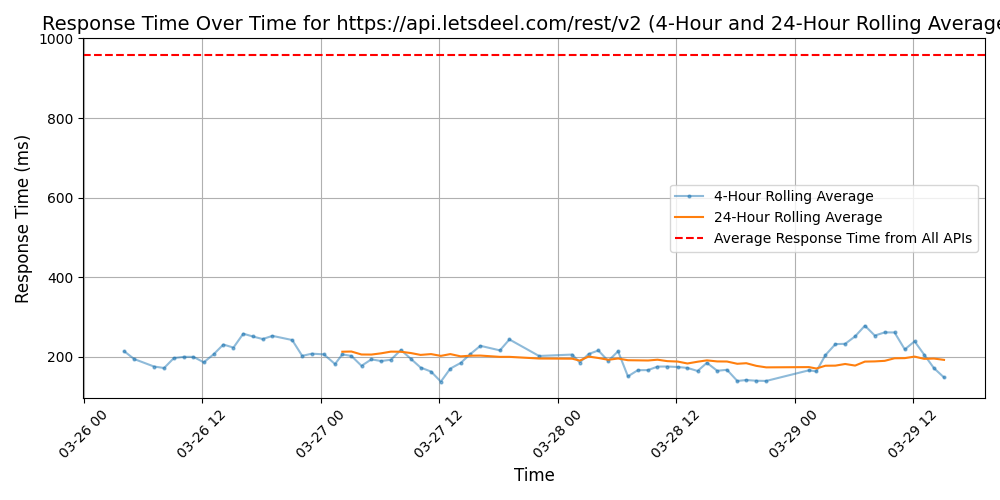 Response Time Over Time for https://api.letsdeel.com/rest/v2 (4-Hour and 24-Hour Rolling Average
Response Time (ms)
1000
800
600
400
200
4-Hour Rolling Average
24-Hour Rolling Average
Average Response Time from All APIs
03-26 00
03-26 12
03-27 00
03-27 12
03-28 00
03-28 12
03-29 00
03-29 12
Time